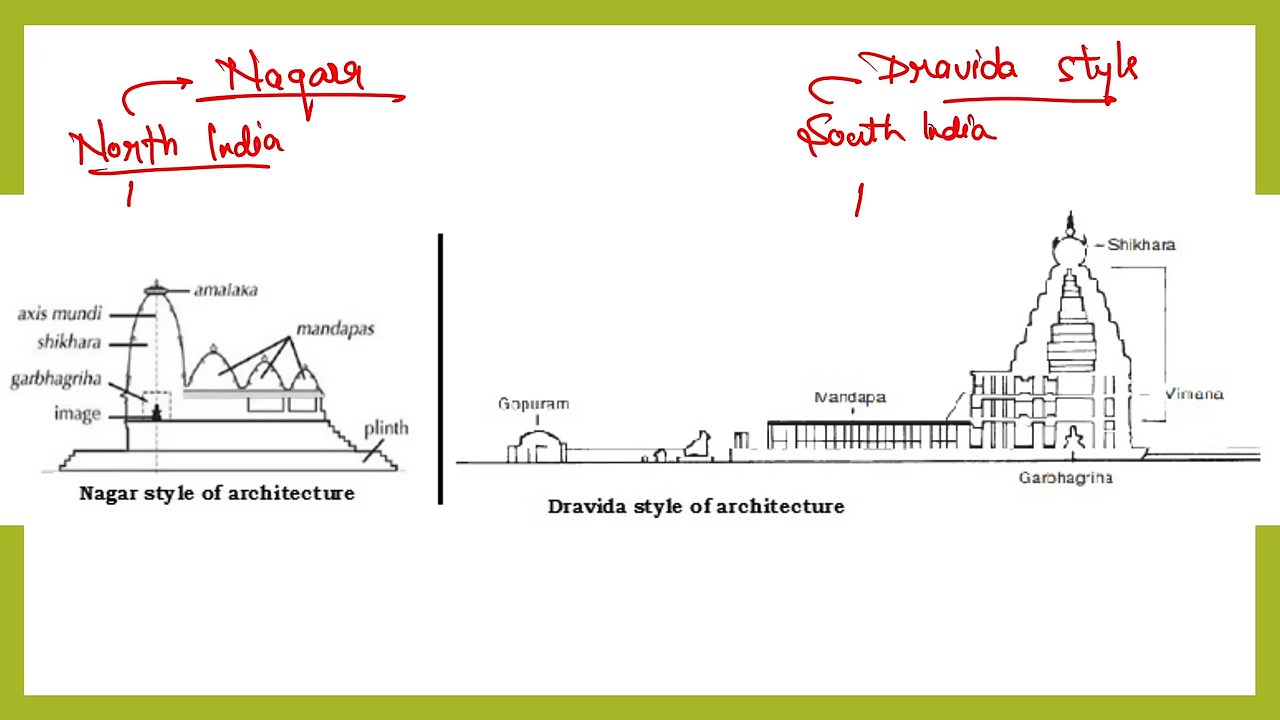 Nagara
North India
Dravida style
South India
amalaka
axis mundi
mandapas
shikhara
garbhagriha
image
plinth
Nagar style of architecture
Shikhara
Vimana
Gopuram
Mandapa
Garbhagriha
Dravida style of architecture